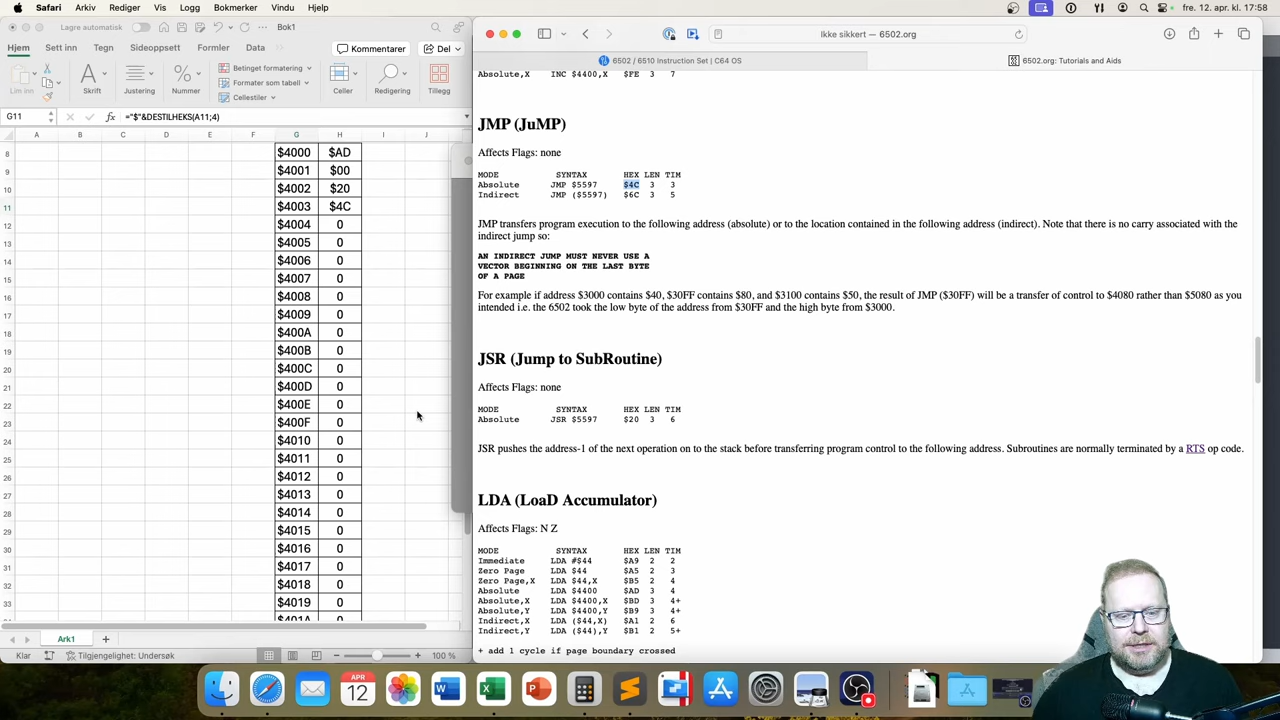 Safari Arkiv Rediger Vis Logg Bokmerker Vindu Hjelp fre. 12. apr. kl. 17:58
Lagre automatisk Bok1
Hjem Sett inn Tegn Sideoppsett Formler Data Kommentarer Del
Lim inn Skrift Justering Nummer Betinget formatering Formater som tabell Cellestiler Celler Redigering Tillegg
G11 fx ="$"&DESTILHEKS(A11;4)
A B C D E F G H I J
8 $4000 $AD
9 $4001 $00
10 $4002 $20
11 $4003 $4C
12 $4004 0
13 $4005 0
14 $4006 0
15 $4007 0
16 $4008 0
17 $4009 0
18 $400A 0
19 $400B 0
20 $400C 0
21 $400D 0
22 $400E 0
23 $400F 0
24 $4010 0
25 $4011 0
26 $4012 0
27 $4013 0
28 $4014 0
29 $4015 0
30 $4016 0
31 $4017 0
32 $4018 0
33 $4019 0
$401A 0
Ark1
Klar Tilgjengelighet: Undersøk 100 %
Ikke sikkert — 6502.org
6502 / 6510 Instruction Set | C64 OS 6502.org: Tutorials and Aids
Absolute,X INC $4400,X $FE 3 7
JMP (JuMP)
Affects Flags: none
MODE SYNTAX HEX LEN TIM
Absolute JMP $5597 $4C 3 3
Indirect JMP ($5597) $6C 3 5
JMP transfers program execution to the following address (absolute) or to the location contained in the following address (indirect). Note that there is no carry associated with the
indirect jump so:
AN INDIRECT JUMP MUST NEVER USE A
VECTOR BEGINNING ON THE LAST BYTE
OF A PAGE
For example if address $3000 contains $40, $30FF contains $80, and $3100 contains $50, the result of JMP ($30FF) will be a transfer of control to $4080 rather than $5080 as you
intended i.e. the 6502 took the low byte of the address from $30FF and the high byte from $3000.
JSR (Jump to SubRoutine)
Affects Flags: none
MODE SYNTAX HEX LEN TIM
Absolute JSR $5597 $20 3 6
JSR pushes the address-1 of the next operation on to the stack before transferring program control to the following address. Subroutines are normally terminated by a RTS op code.
LDA (LoaD Accumulator)
Affects Flags: N Z
MODE SYNTAX HEX LEN TIM
Immediate LDA #$44 $A9 2 2
Zero Page LDA $44 $A5 2 3
Zero Page,X LDA $44,X $B5 2 4
Absolute LDA $4400 $AD 3 4
Absolute,X LDA $4400,X $BD 3 4+
Absolute,Y LDA $4400,Y $B9 3 4+
Indirect,X LDA ($44,X) $A1 2 6
Indirect,Y LDA ($44),Y $B1 2 5+
+ add 1 cycle if page boundary crossed
APR
12